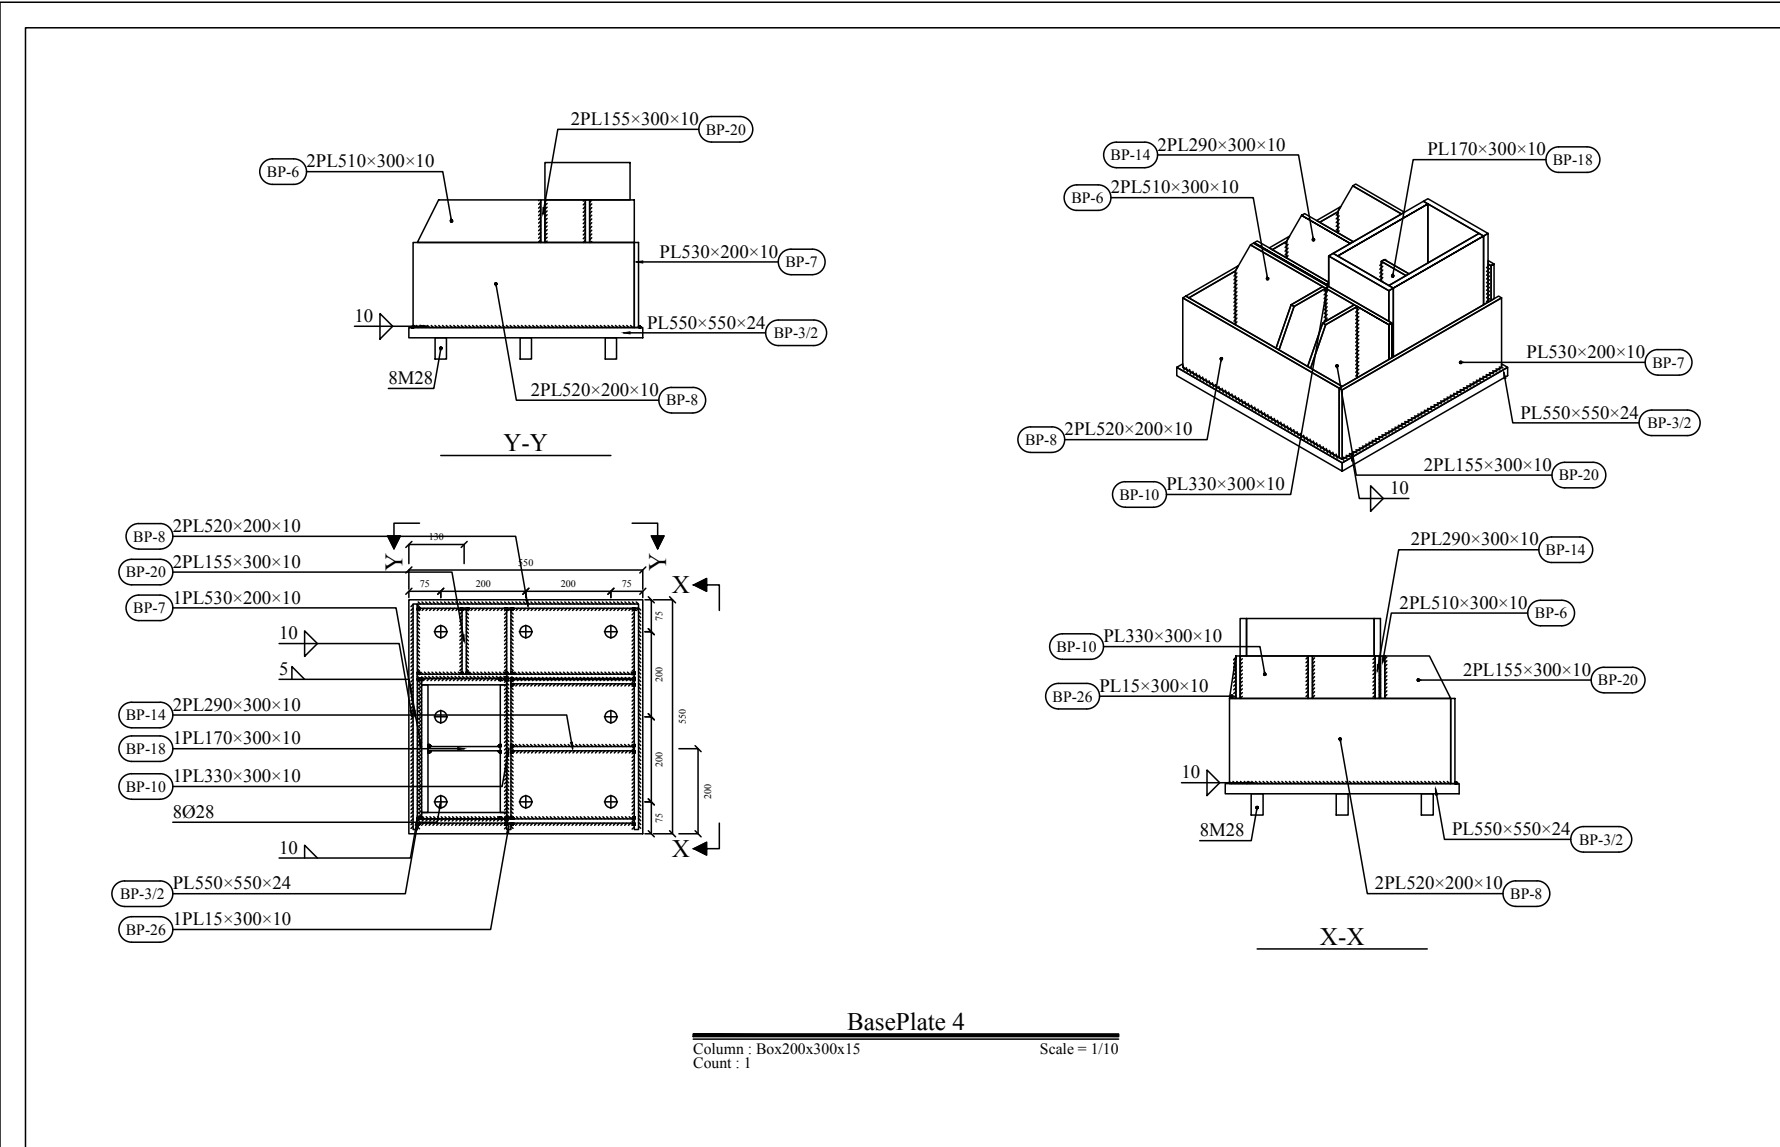 2PL155×300×10 BP-20
BP-6 2PL510×300×10
PL530×200×10 BP-7
10
PL550×550×24 BP-3/2
8M28
2PL520×200×10 BP-8
Y-Y
BP-14 2PL290×300×10
PL170×300×10 BP-18
BP-6 2PL510×300×10
PL530×200×10 BP-7
PL550×550×24 BP-3/2
BP-8 2PL520×200×10
2PL155×300×10 BP-20
BP-10 PL330×300×10
10
BP-8 2PL520×200×10
BP-20 2PL155×300×10
BP-7 1PL530×200×10
10
5
BP-14 2PL290×300×10
BP-18 1PL170×300×10
BP-10 1PL330×300×10
8Ø28
10
BP-3/2 PL550×550×24
BP-26 1PL15×300×10
Y Y
130
550
75 200 200 75
X
75
200
550
200
200
75
X
2PL290×300×10 BP-14
2PL510×300×10 BP-6
BP-10 PL330×300×10
2PL155×300×10 BP-20
BP-26 PL15×300×10
10
8M28
PL550×550×24 BP-3/2
2PL520×200×10 BP-8
X-X
BasePlate 4
Column : Box200x300x15 Scale = 1/10
Count : 1